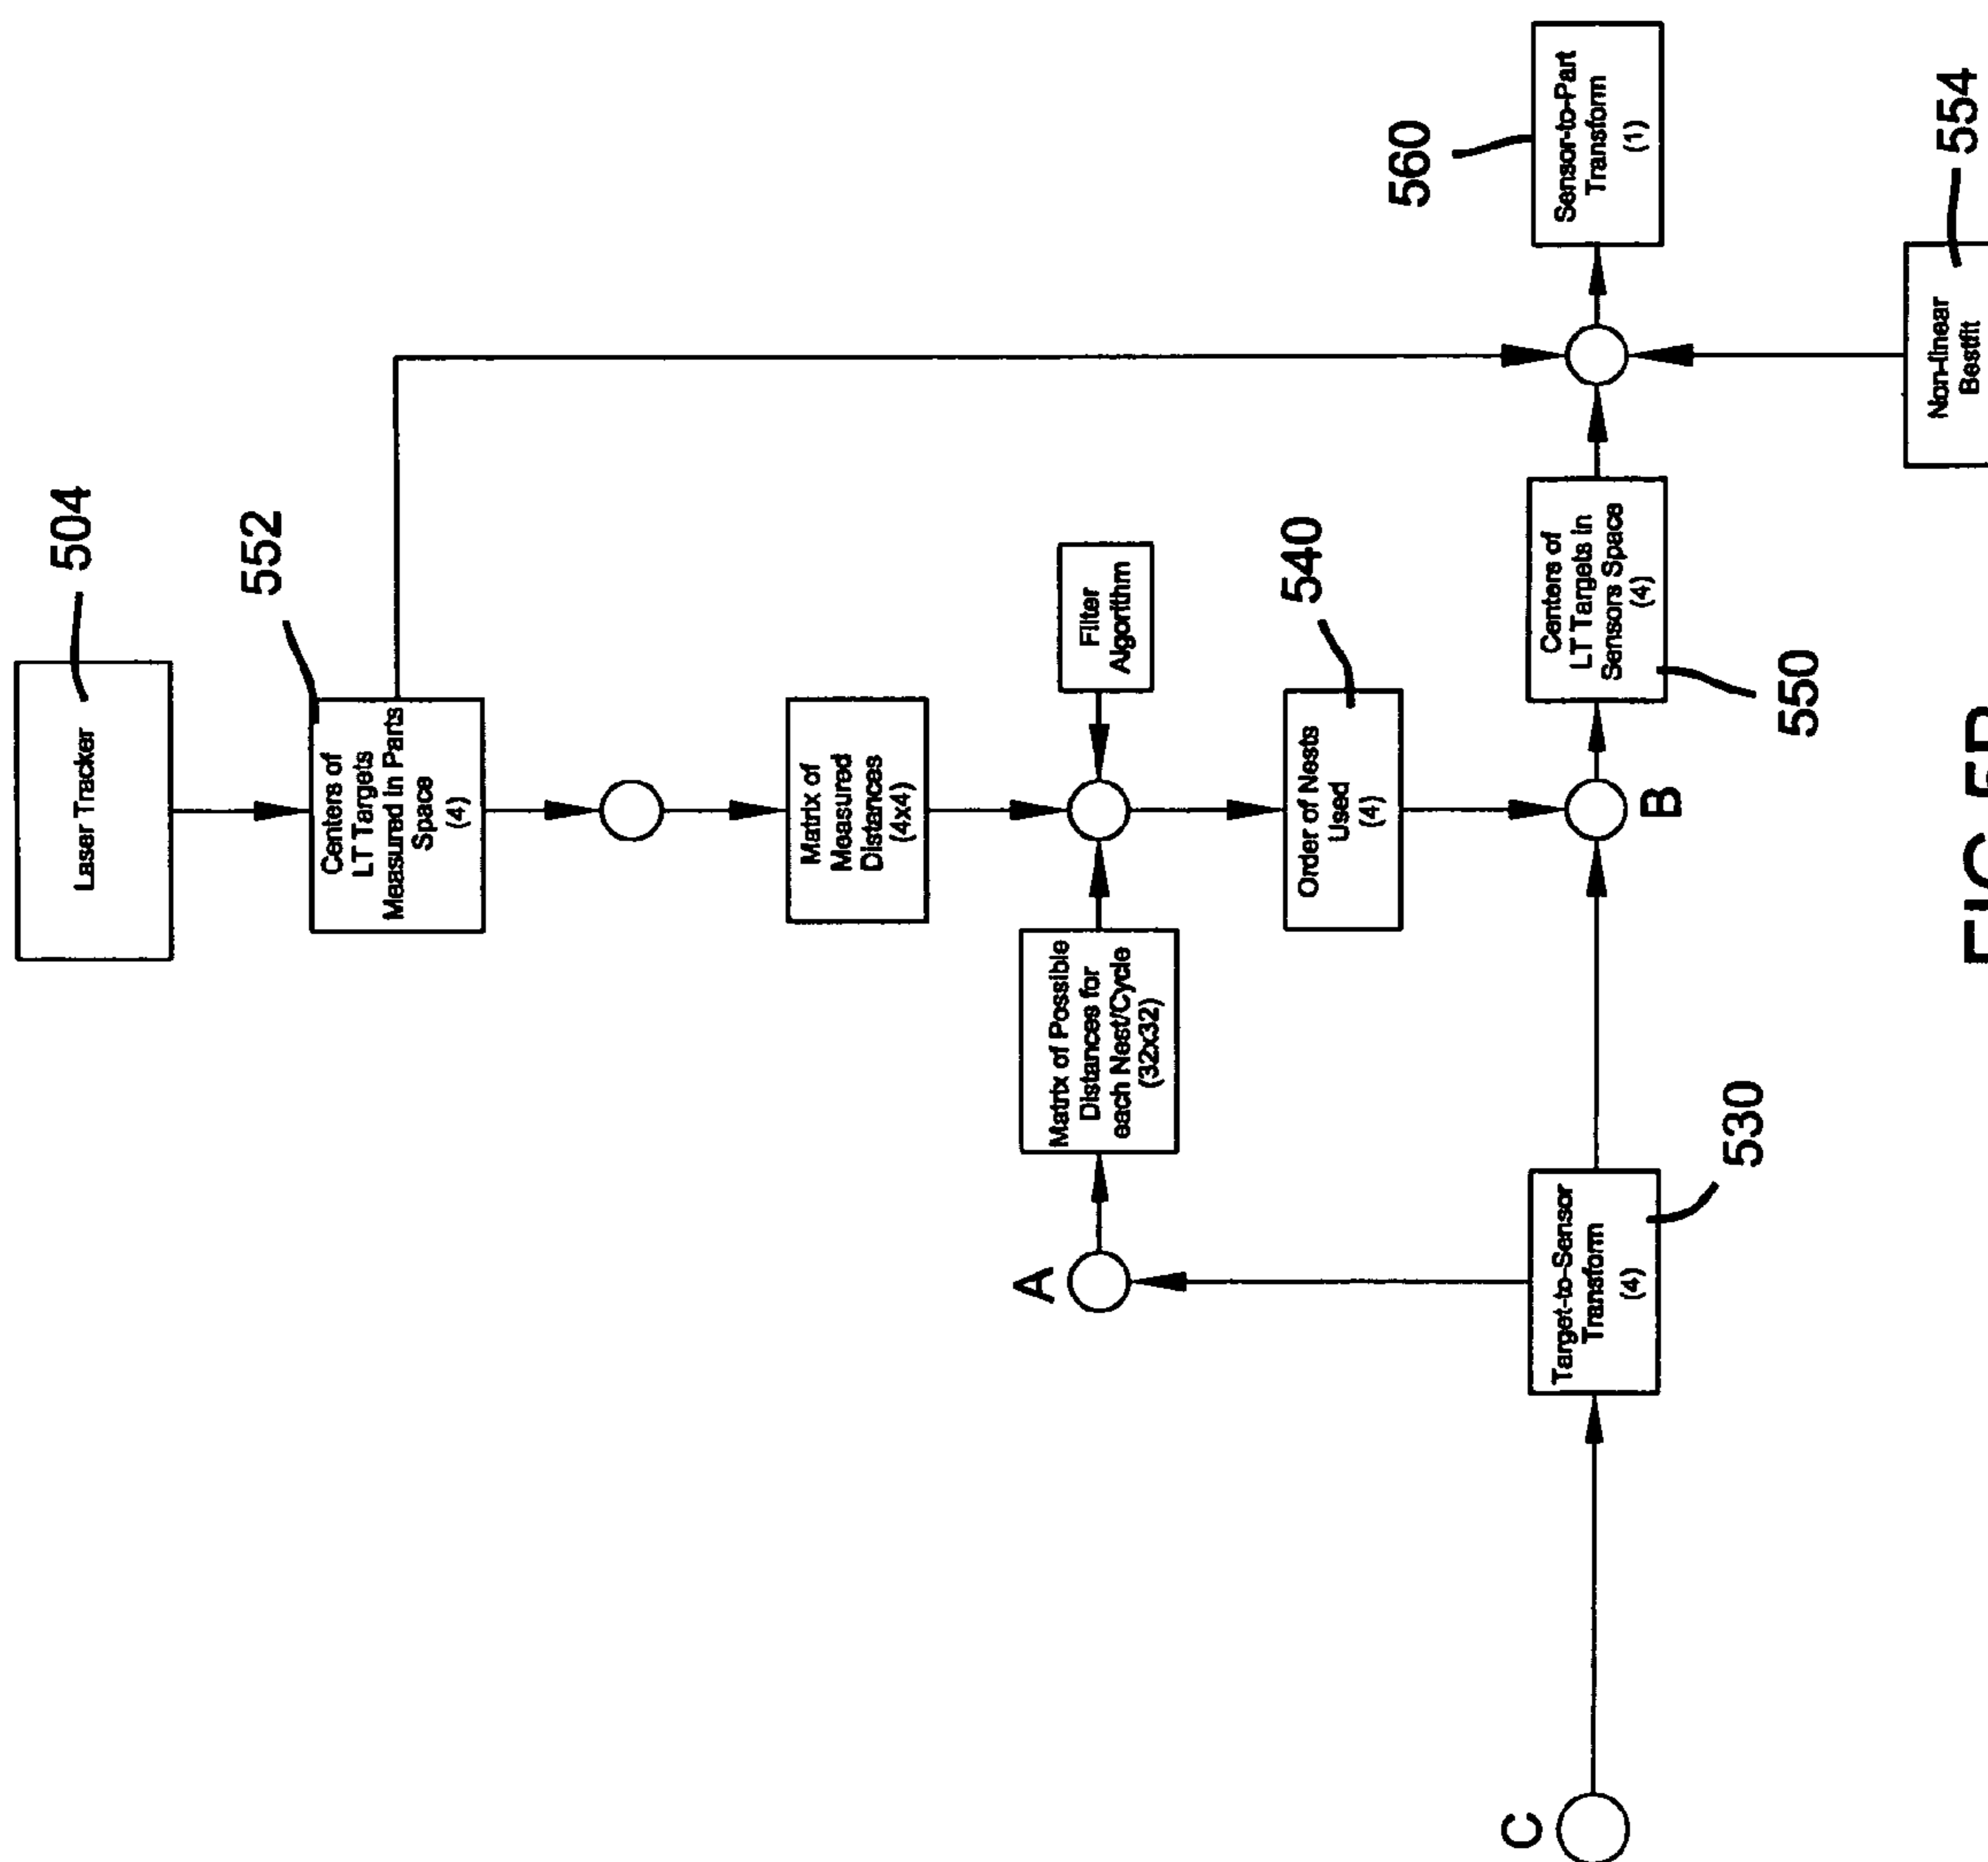 504
Laser Tracker
552
Centers of
LT Targets
Measured in Parts
Space
(4)
Matrix of
Measured
Distances
(4x4)
Filter
Algorithm
A
Matrix of Possible
Distances for
each Nest/Cycle
(32x32)
540
Order of Nests
Used
(4)
C
Target-to-Sensor
Transform
(4)
530
B
Centers of
LT Targets in
Sensors Space
(4)
550
560
Sensor-to-Part
Transform
(1)
554
Non-linear
Bestfit